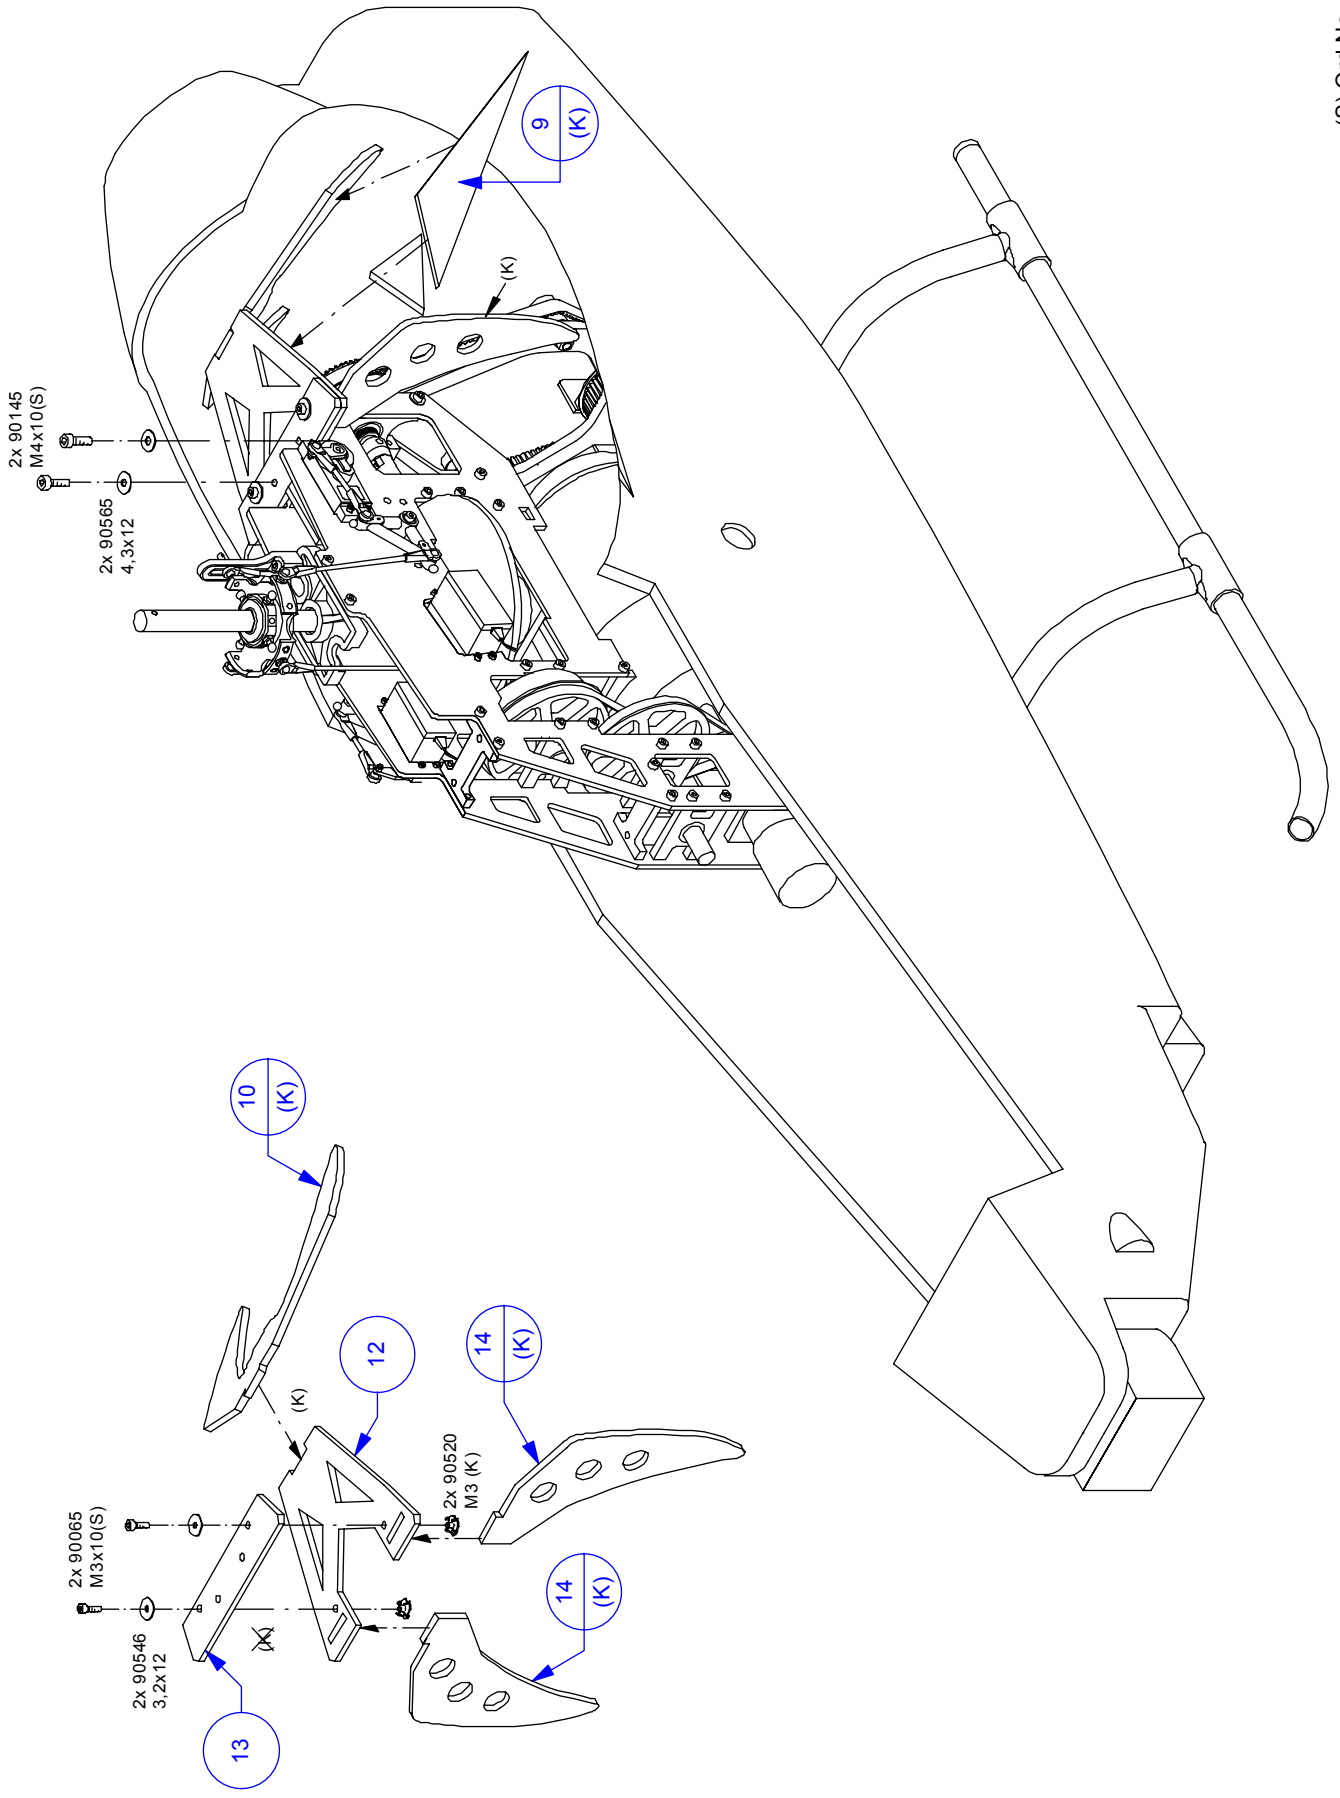 2x 90145
M4x10(S)
2x 90565
4,3x12
9
(K)
(K)
10
(K)
(K)
12
14
(K)
2x 90520
M3 (K)
2x 90065
M3x10(S)
2x 90546
3,2x12
(K)
13
14
(K)